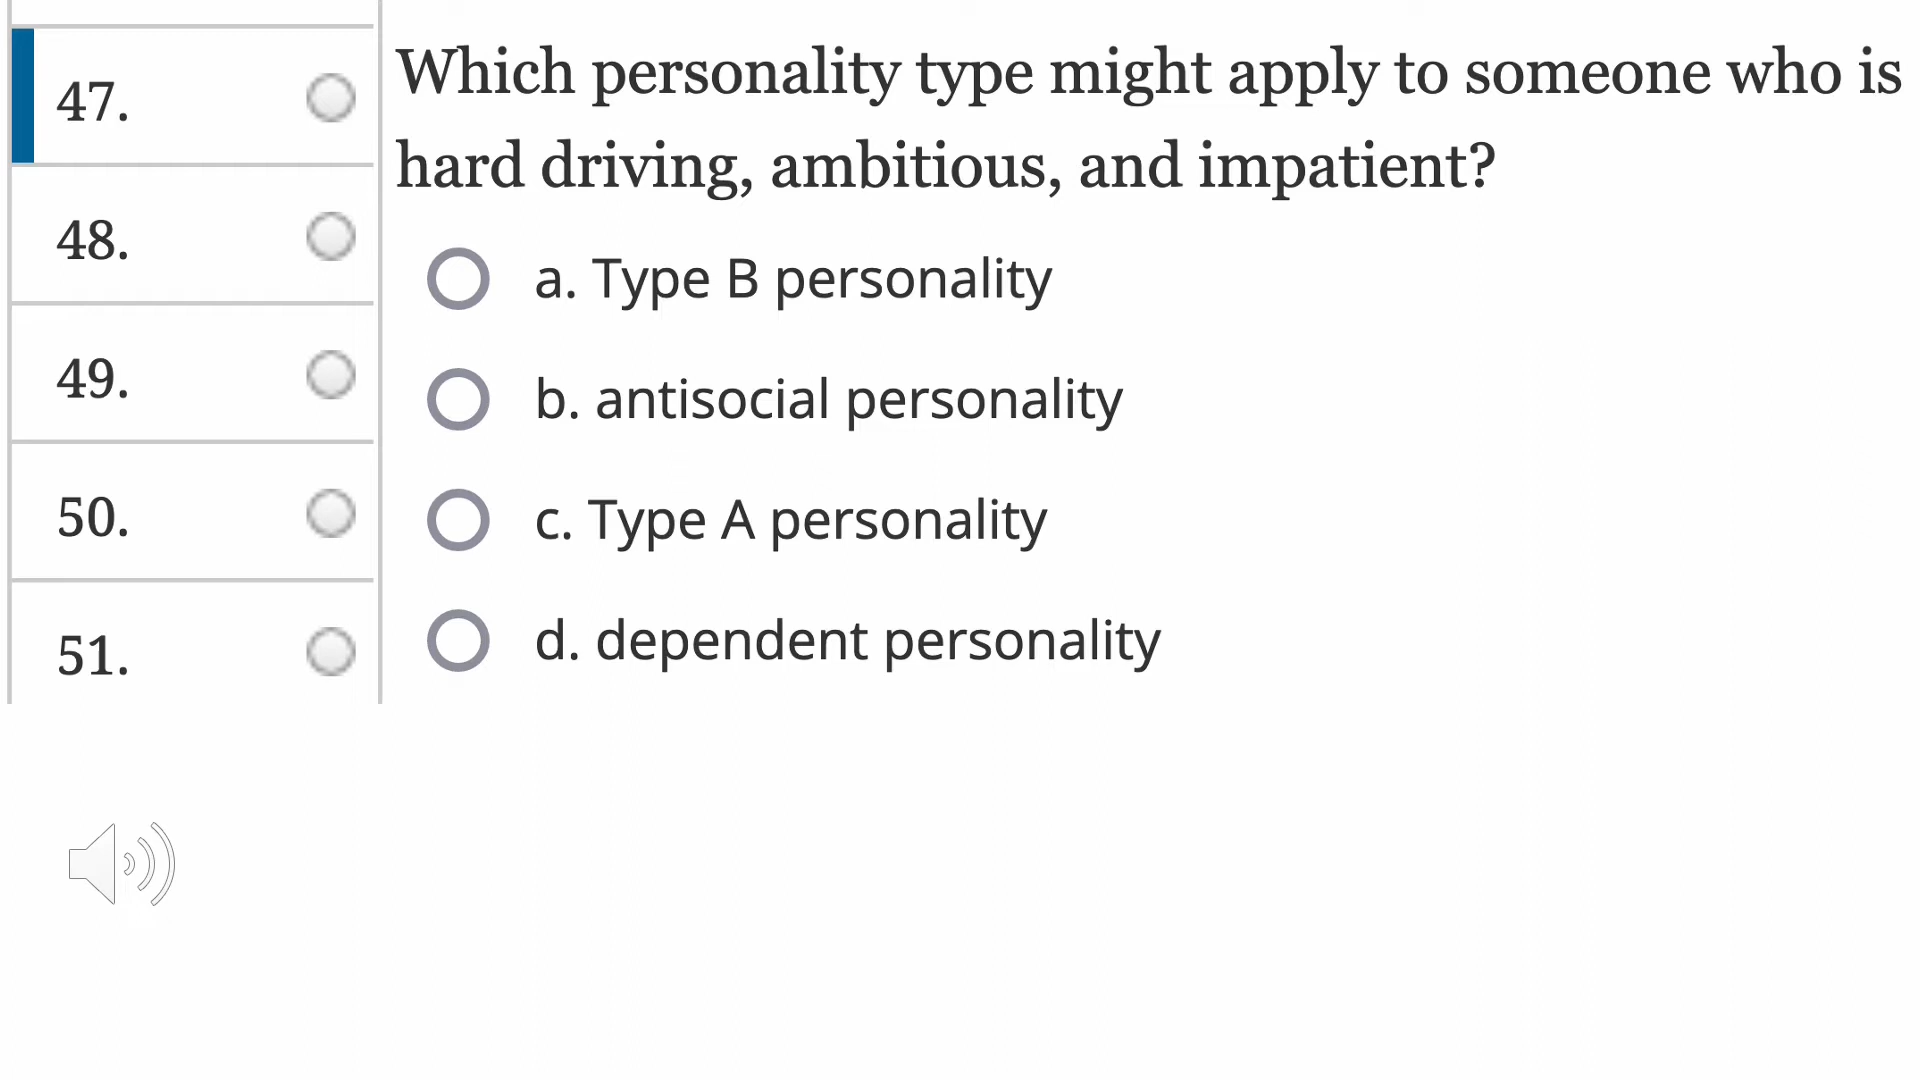 47.
48.
49.
50.
51.
Which personality type might apply to someone who is
hard driving, ambitious, and impatient?
a. Type B personality
b. antisocial personality
c. Type A personality
d. dependent personality